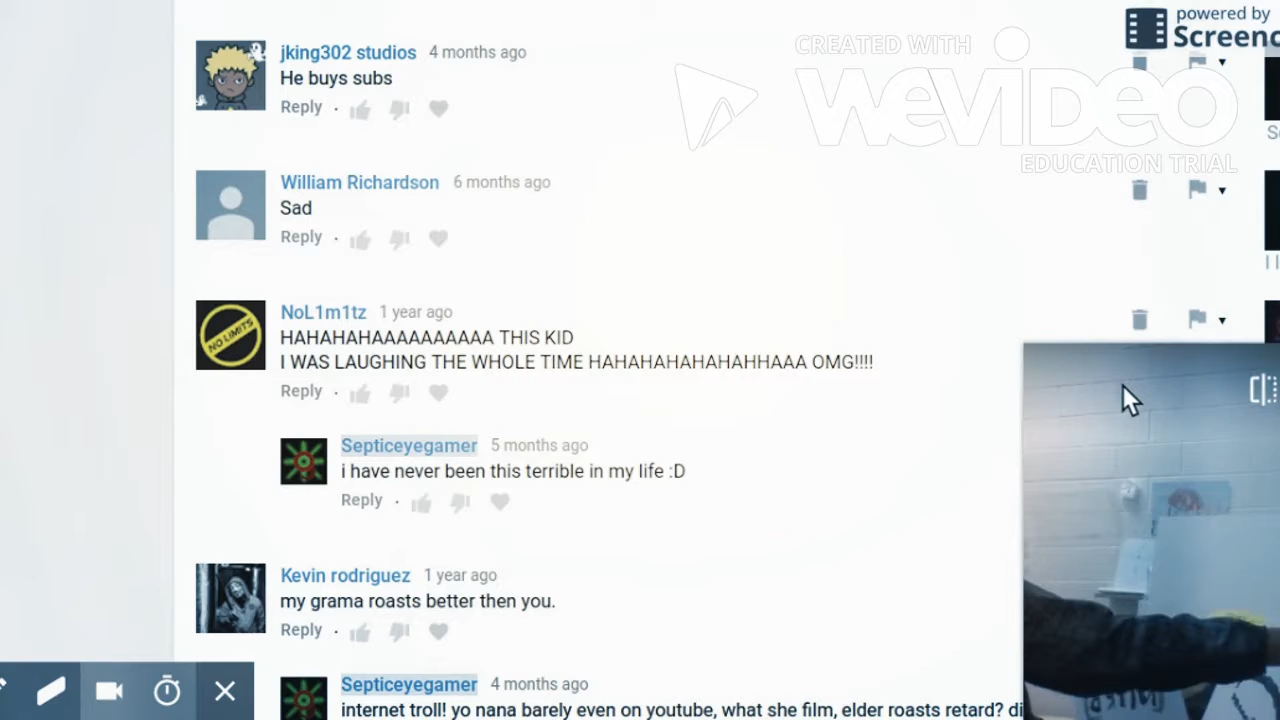 powered by
Screenc
CREATED WITH
WEVIDEO
EDUCATION TRIAL
jking302 studios 4 months ago
He buys subs
Reply ·
William Richardson 6 months ago
Sad
Reply ·
NO LIMITS
NoL1m1tz 1 year ago
HAHAHAHAAAAAAAAAA THIS KID
I WAS LAUGHING THE WHOLE TIME HAHAHAHAHAHAHHAAA OMG!!!!
Reply ·
Septiceyegamer 5 months ago
i have never been this terrible in my life :D
Reply ·
Kevin rodriguez 1 year ago
my grama roasts better then you.
Reply ·
Septiceyegamer 4 months ago
internet troll! yo nana barely even on youtube, what she film, elder roasts retard? di